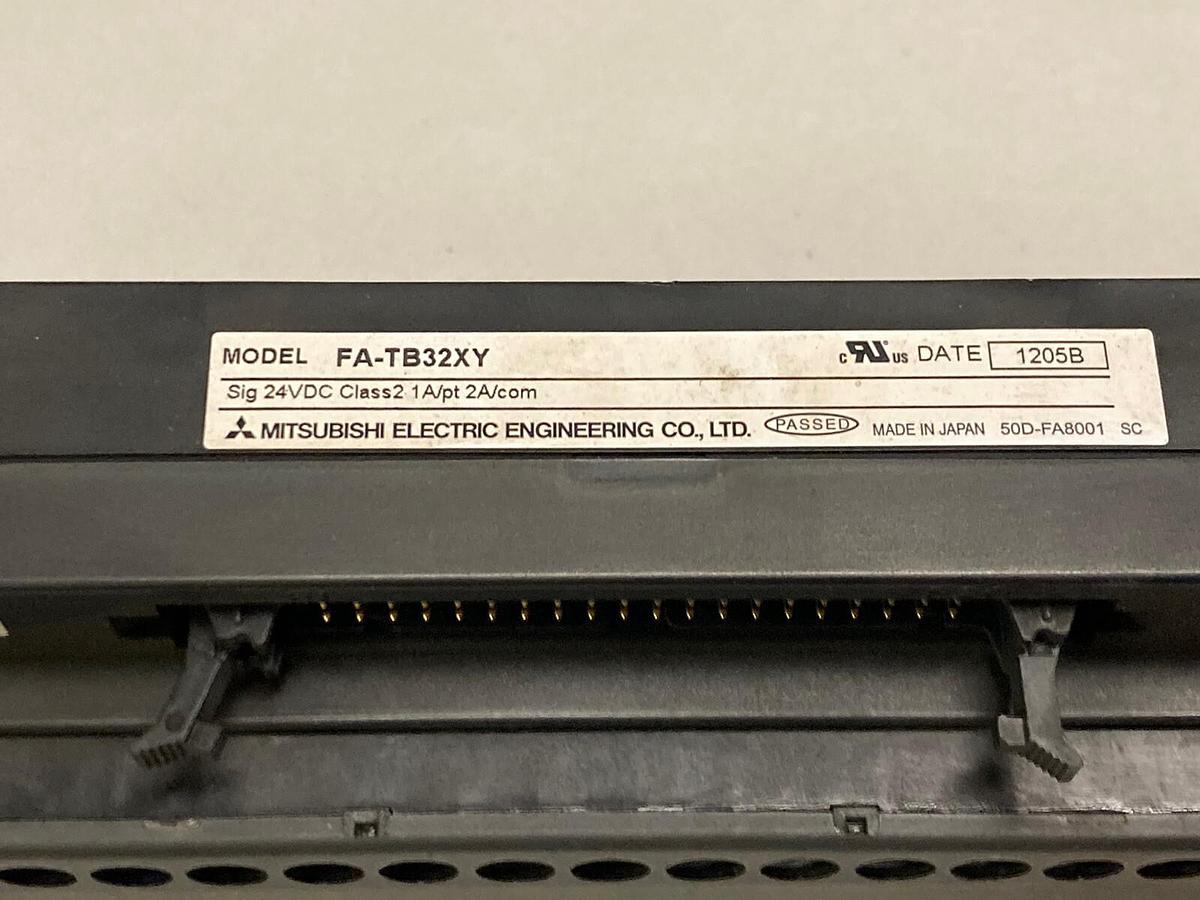 MODEL FA-TB32XY c RU US DATE 1205B
Sig 24VDC Class2 1A/pt 2A/com
MITSUBISHI ELECTRIC ENGINEERING CO., LTD. PASSED MADE IN JAPAN 50D-FA8001 SC